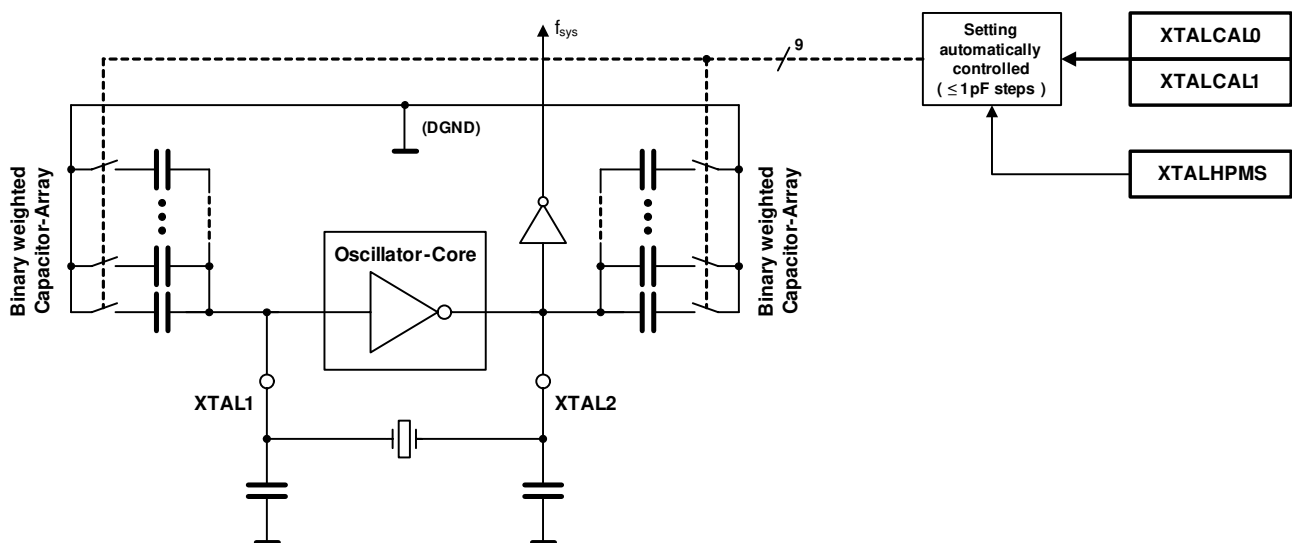 f_sys
9
Setting
automatically
controlled
( ≤ 1pF steps )
XTALCAL0
XTALCAL1
XTALHPMS
(DGND)
Binary weighted
Capacitor-Array
Oscillator-Core
Binary weighted
Capacitor-Array
XTAL1
XTAL2